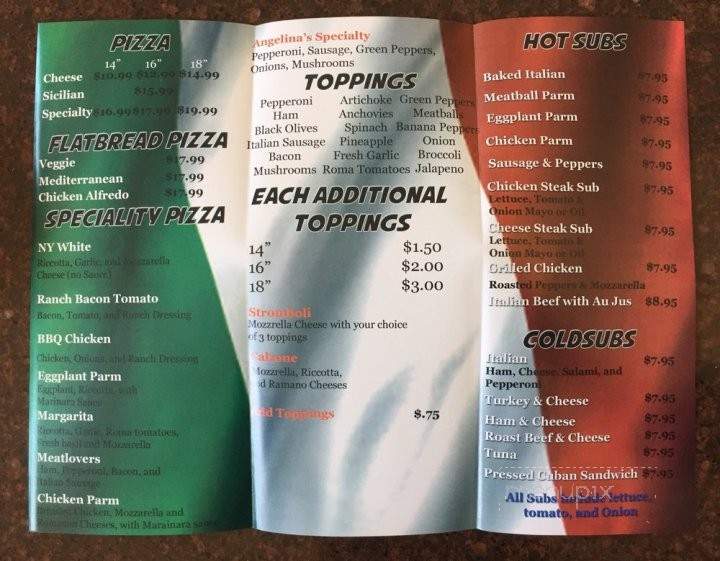 PIZZA
14" 16" 18"
Cheese $10.99 $12.99 $14.99
Sicilian $15.99
Specialty $16.99 $17.99 $19.99
FLATBREAD PIZZA
Veggie $17.99
Mediterranean $17.99
Chicken Alfredo $17.99
SPECIALITY PIZZA
NY White
Riccotta, Garlic, and Mozzarella
Cheese (no Sauce)
Ranch Bacon Tomato
Bacon, Tomato, and Ranch Dressing
BBQ Chicken
Chicken, Onions, and Ranch Dressing
Eggplant Parm
Eggplant, Riccotta, with
Marinara Sauce
Margarita
Riccotta, Garlic, Roma tomatoes,
Fresh basil and Mozzarella
Meatlovers
Ham, Pepperoni, Bacon, and
Italian Sausage
Chicken Parm
Chicken, Mozzarella and
Cheeses, with Marainara sauce
Angelina's Specialty
Pepperoni, Sausage, Green Peppers,
Onions, Mushrooms
TOPPINGS
Pepperoni Artichoke Green Peppers
Ham Anchovies Meatballs
Black Olives Spinach Banana Peppers
Italian Sausage Pineapple Onion
Bacon Fresh Garlic Broccoli
Mushrooms Roma Tomatoes Jalapeno
EACH ADDITIONAL
TOPPINGS
14" $1.50
16" $2.00
18" $3.00
Stromboli
Mozzrella Cheese with your choice
of 3 toppings
Calzone
Mozzrella, Riccotta,
and Ramano Cheeses
Add Toppings $.75
HOT SUBS
Baked Italian $7.95
Meatball Parm $7.95
Eggplant Parm $7.95
Chicken Parm $7.95
Sausage & Peppers $7.95
Chicken Steak Sub $7.95
Lettuce, Tomato &
Onion Mayo or Oil
Cheese Steak Sub $7.95
Lettuce, Tomato &
Onion Mayo or Oil
Grilled Chicken $7.95
Roasted Peppers & Mozzarella
Italian Beef with Au Jus $8.95
COLDSUBS
Italian $7.95
Ham, Cheese, Salami, and
Pepperoni
Turkey & Cheese $7.95
Ham & Cheese $7.95
Roast Beef & Cheese $7.95
Tuna $7.95
Pressed Cuban Sandwich $7.95
All Subs include lettuce,
tomato, and Onion